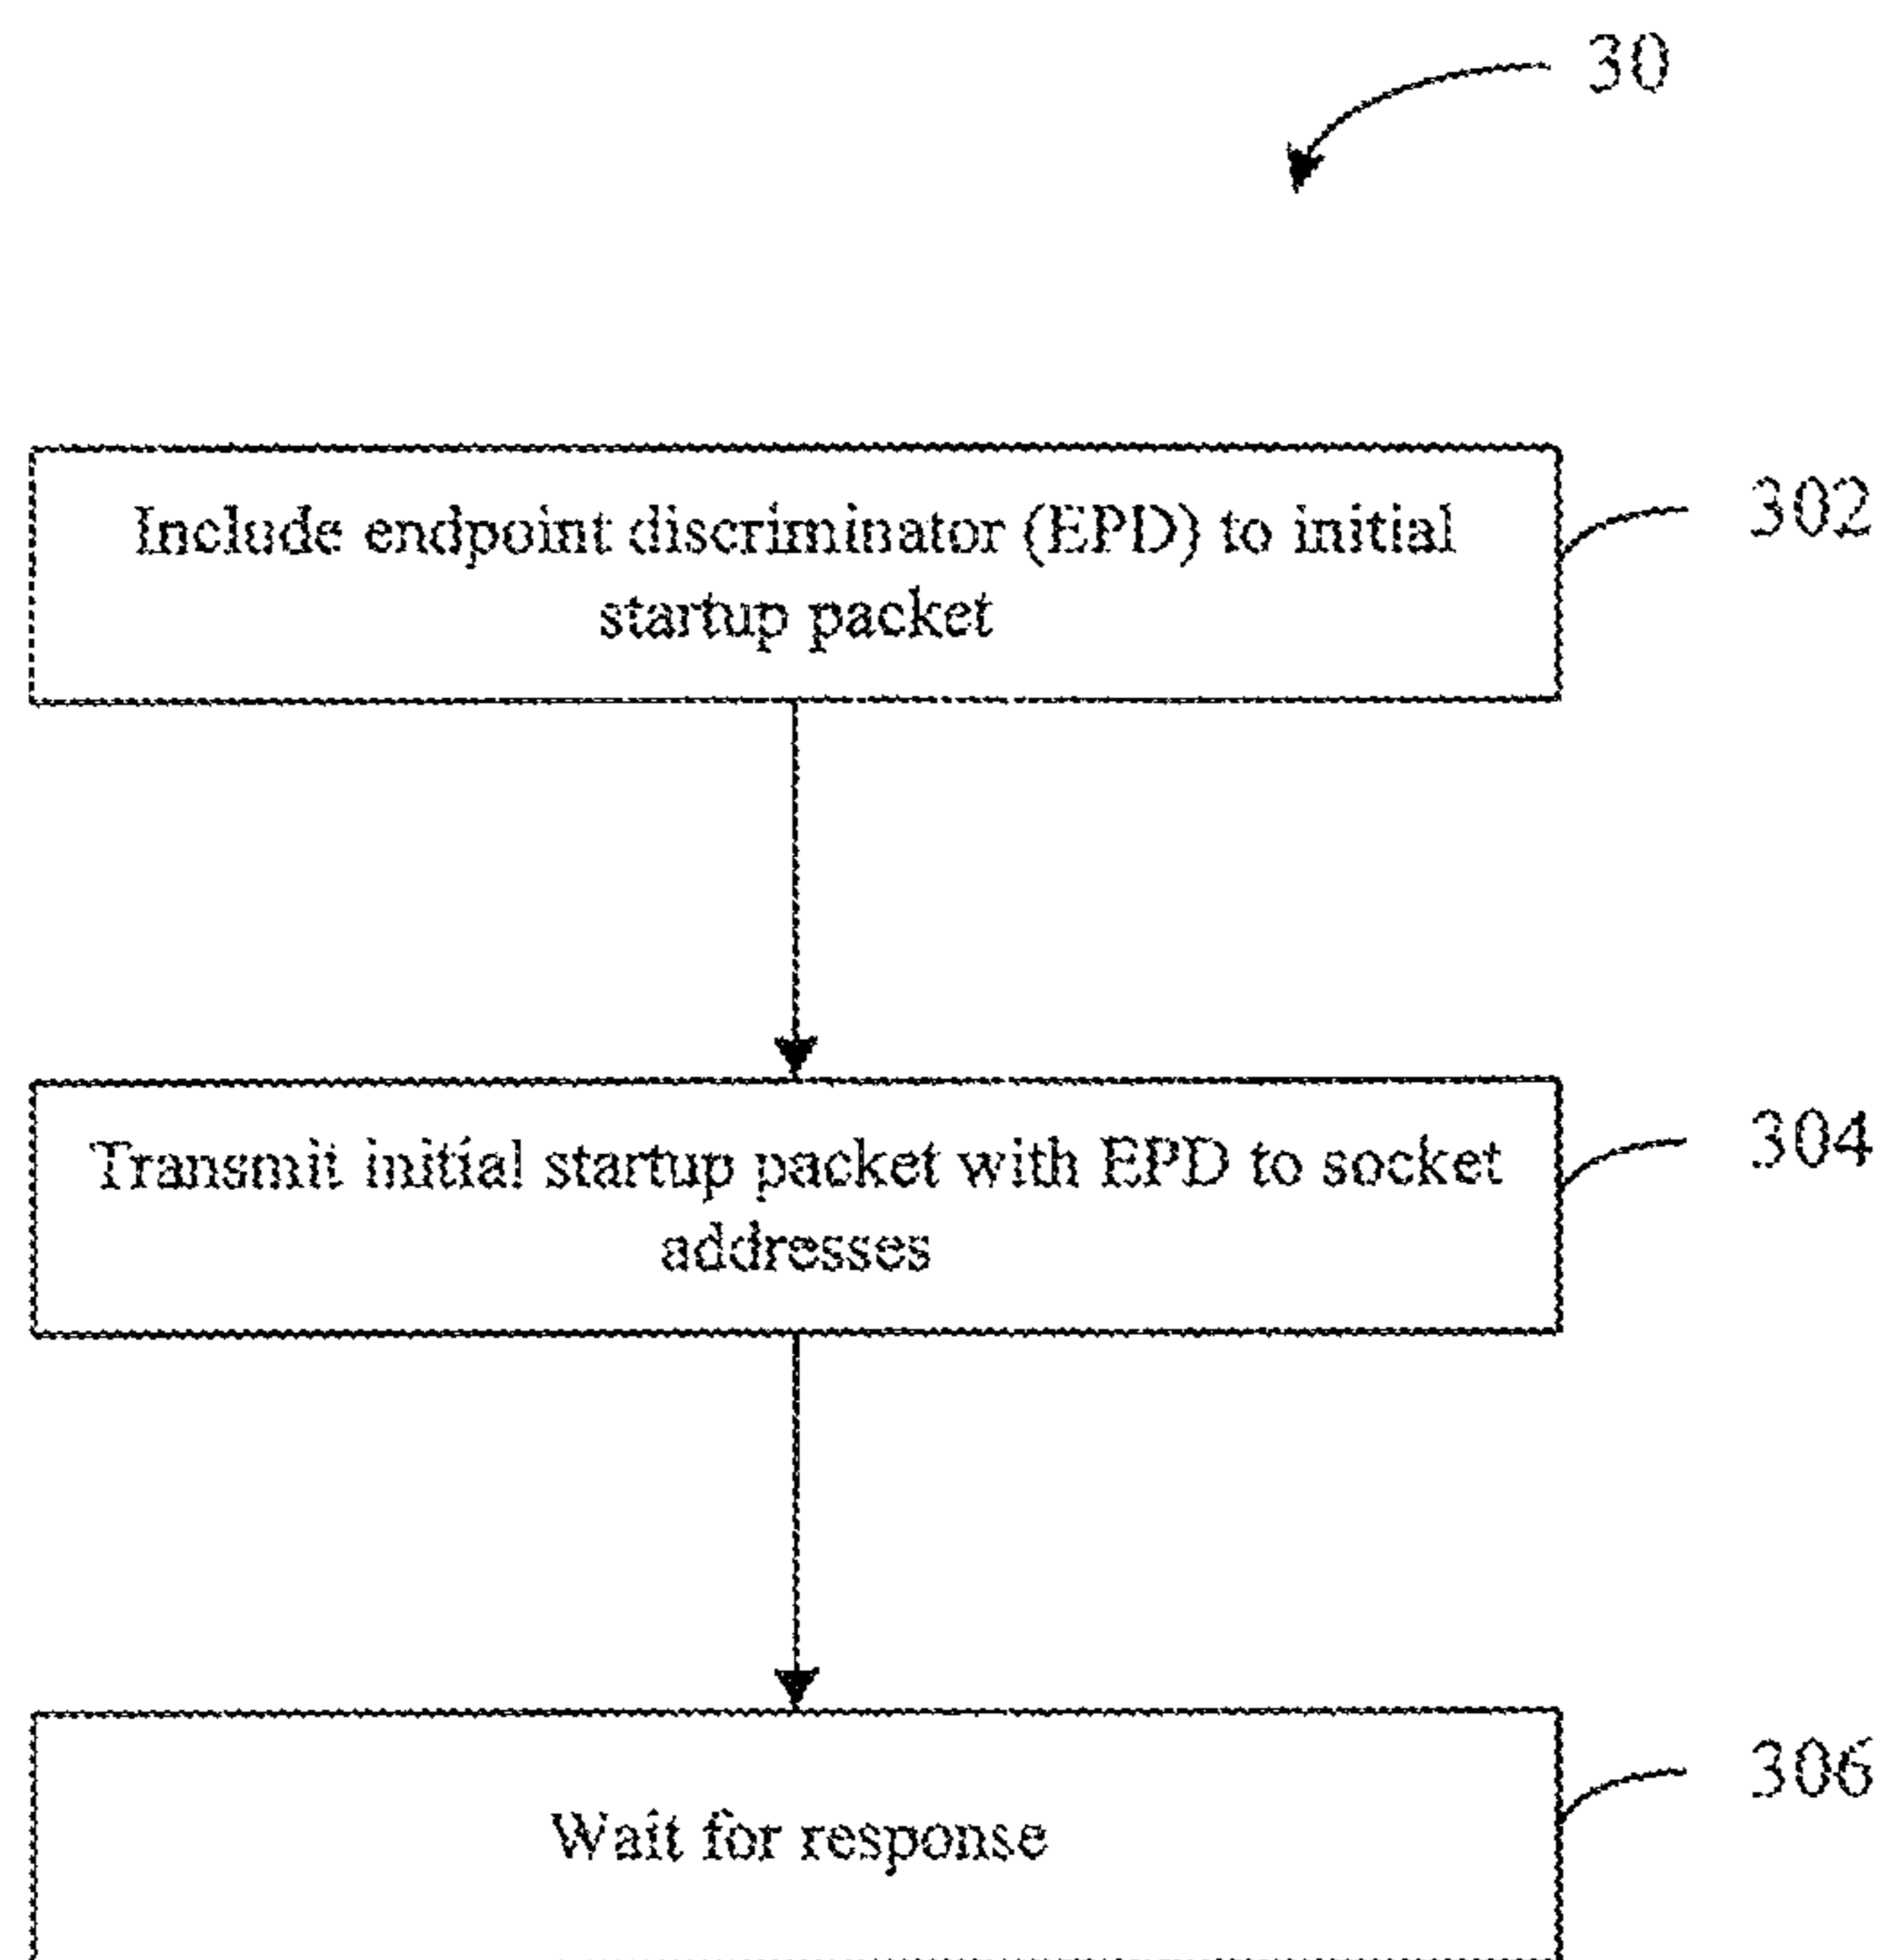 30
Include endpoint discriminator (EPD) to initial
startup packet
302
Transmit initial startup packet with EPD to socket
addresses
304
Wait for response
306